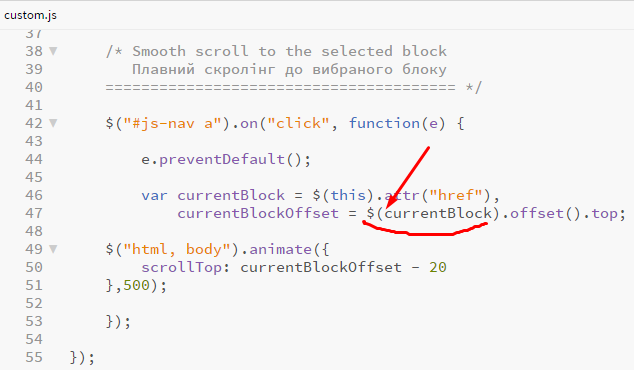 custom.js
37
38 /* Smooth scroll to the selected block
39 Плавний скролінг до вибраного блоку
40 ======================================= */
41
42 $("#js-nav a").on("click", function(e) {
43
44 e.preventDefault();
45
46 var currentBlock = $(this).attr("href"),
47 currentBlockOffset = $(currentBlock).offset().top;
48
49 $("html, body").animate({
50 scrollTop: currentBlockOffset - 20
51 },500);
52
53 });
54
55 });